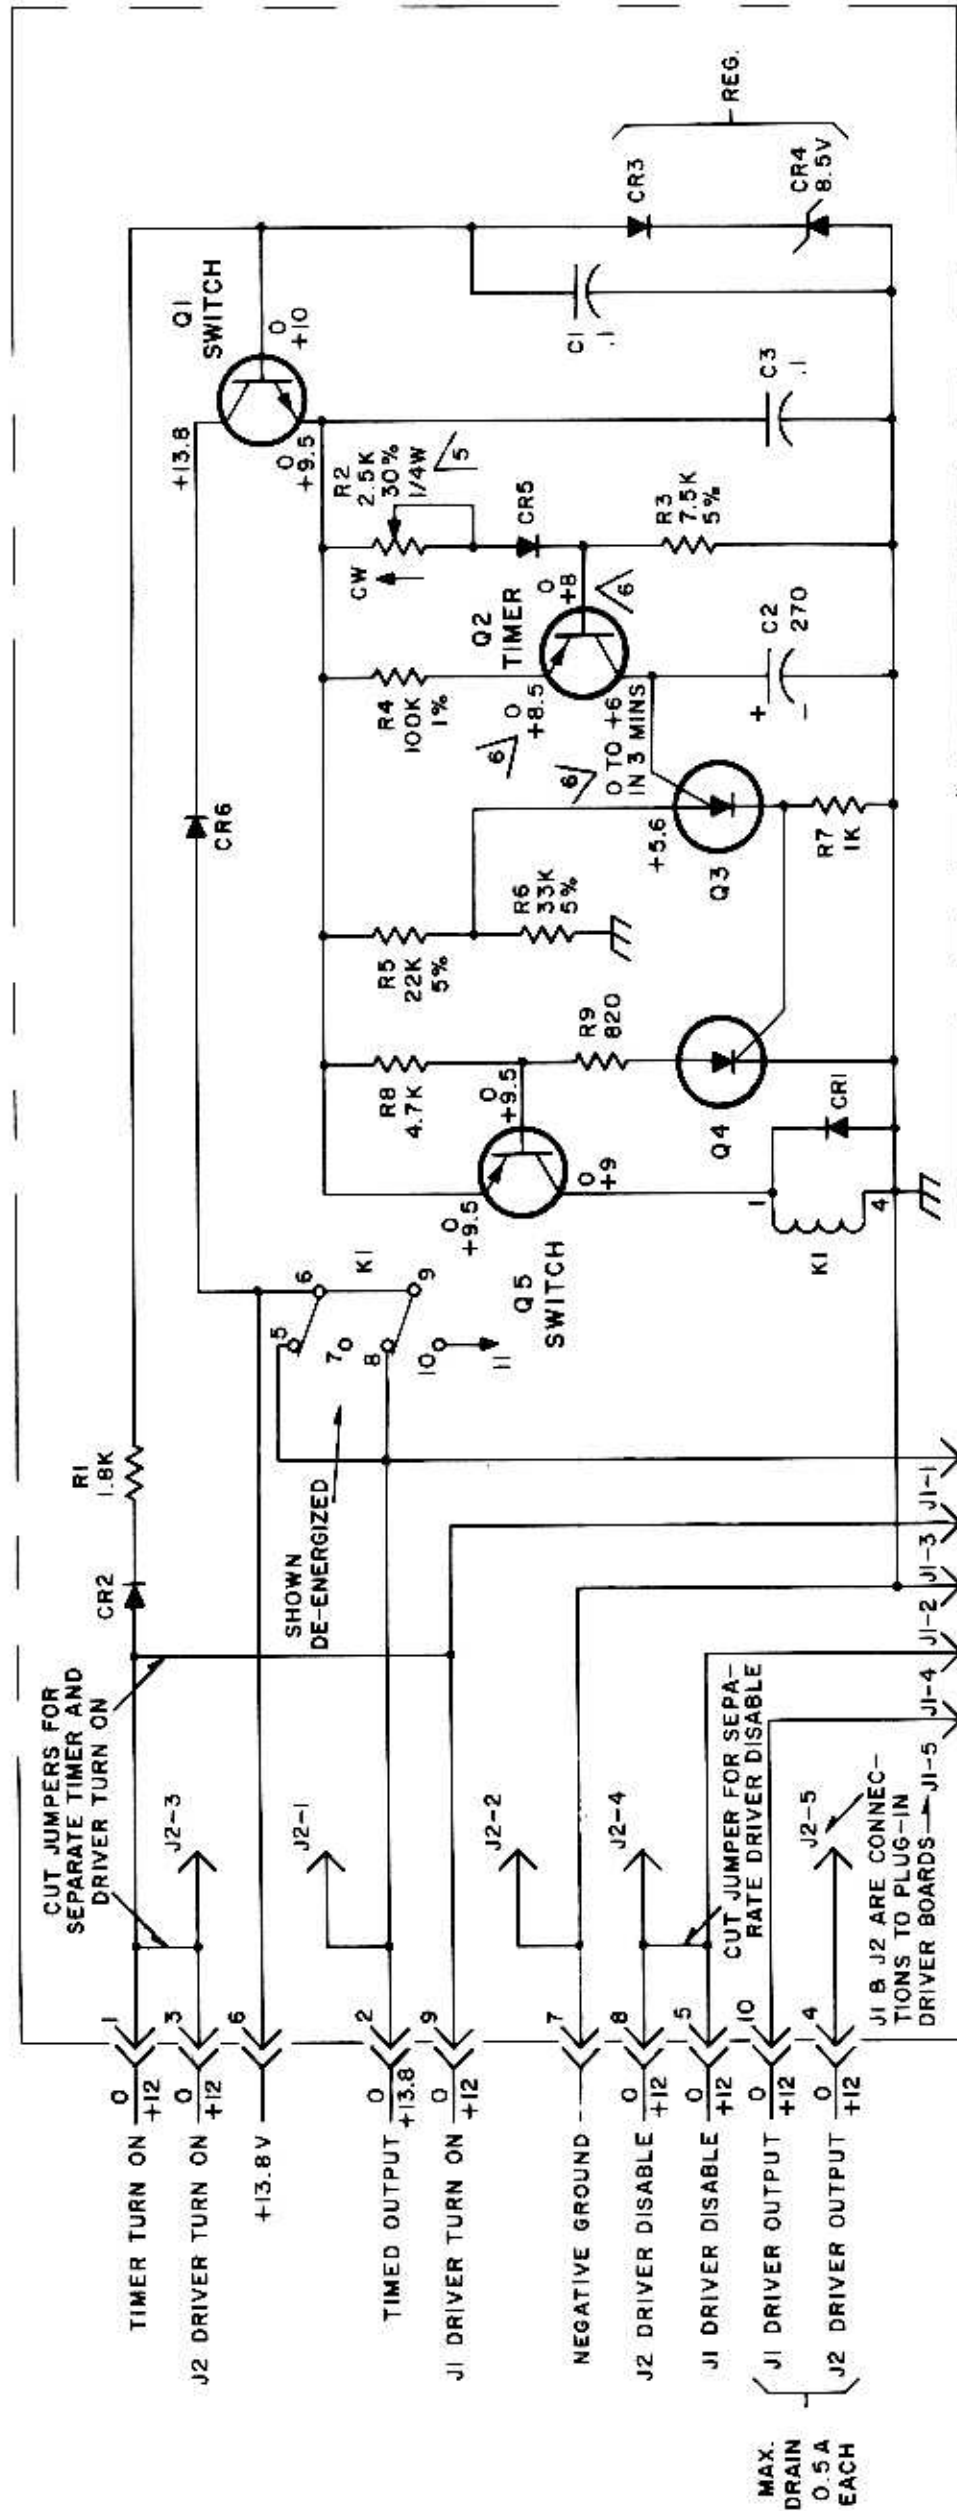 CUT JUMPERS FOR
SEPARATE TIMER AND
DRIVER TURN ON
TIMER TURN ON
0
+12
1
CR2
R1
1.8K
J2 DRIVER TURN ON
0
+12
3
J2-3
+13.8V
6
J2-1
TIMED OUTPUT
0
+13.8
2
J1 DRIVER TURN ON
0
+12
9
SHOWN
DE-ENERGIZED
5
6
7
8
9
10
11
K1
NEGATIVE GROUND
7
J2-2
J2 DRIVER DISABLE
0
+12
8
J2-4
J1 DRIVER DISABLE
0
+12
5
CUT JUMPER FOR SEPA-
RATE DRIVER DISABLE
J1 DRIVER OUTPUT
0
+12
10
J2 DRIVER OUTPUT
0
+12
4
J2-5
MAX.
DRAIN
0.5A
EACH
J1 & J2 ARE CONNEC-
TIONS TO PLUG-IN
DRIVER BOARDS
J1-5
J1-4
J1-2
J1-3
J1-1
CR6
+13.8
Q1
SWITCH
0
+10
0
+9.5
R8
4.7K
R5
22K
5%
R4
100K
1%
CW
R2
2.5K
30%
1/4W
5
0
+9.5
0
+9.5
Q5
SWITCH
0
+9
R9
820
R6
33K
5%
6
0
+8.5
Q2
TIMER
0
+8
6
CR5
6
0 TO +6
IN 3 MINS
K1
1
4
CR1
Q4
+5.6
Q3
R7
1K
+
-
C2
270
R3
7.5K
5%
C3
.1
C1
.1
CR3
CR4
8.5V
REG.